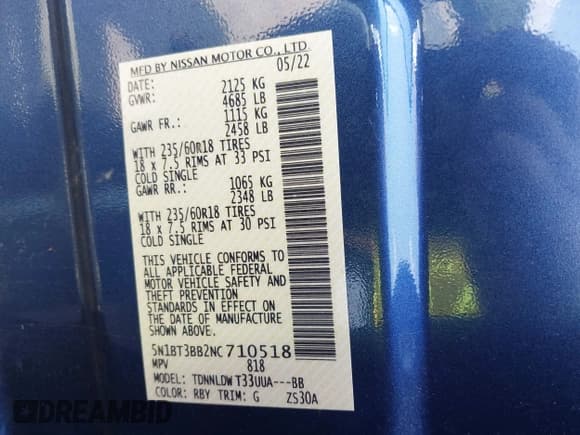 MFD BY NISSAN MOTOR CO., LTD.
DATE: 05/22
GVWR: 2125 KG
4685 LB
GAWR FR.: 1115 KG
2458 LB
WITH 235/60R18 TIRES
18 x 7.5 RIMS AT 33 PSI
COLD SINGLE
GAWR RR.: 1065 KG
2348 LB
WITH 235/60R18 TIRES
18 x 7.5 RIMS AT 30 PSI
COLD SINGLE
THIS VEHICLE CONFORMS TO
ALL APPLICABLE FEDERAL
MOTOR VEHICLE SAFETY AND
THEFT PREVENTION
STANDARDS IN EFFECT ON
THE DATE OF MANUFACTURE
SHOWN ABOVE.
5N1BT3BB2NC710518
MPV 818
MODEL: TDNNLDW T33UUA---BB
COLOR: RBY TRIM: G ZS30A
DREAMBID